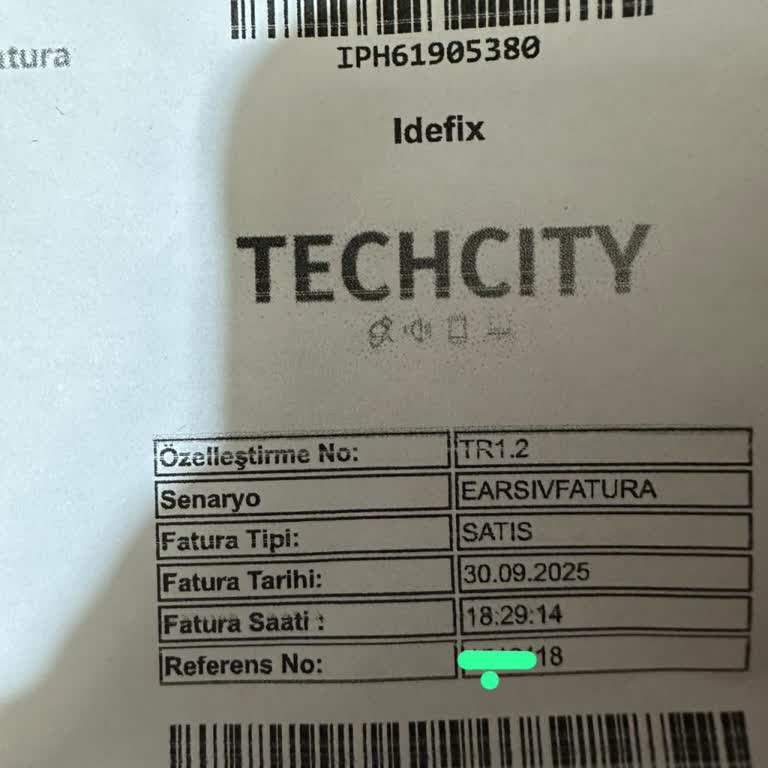 IPH61905380
Idefix
TECHCITY
Özelleştirme No: TR1.2
Senaryo EARSIVFATURA
Fatura Tipi: SATIS
Fatura Tarihi: 30.09.2025
Fatura Saati : 18:29:14
Referens No: 18